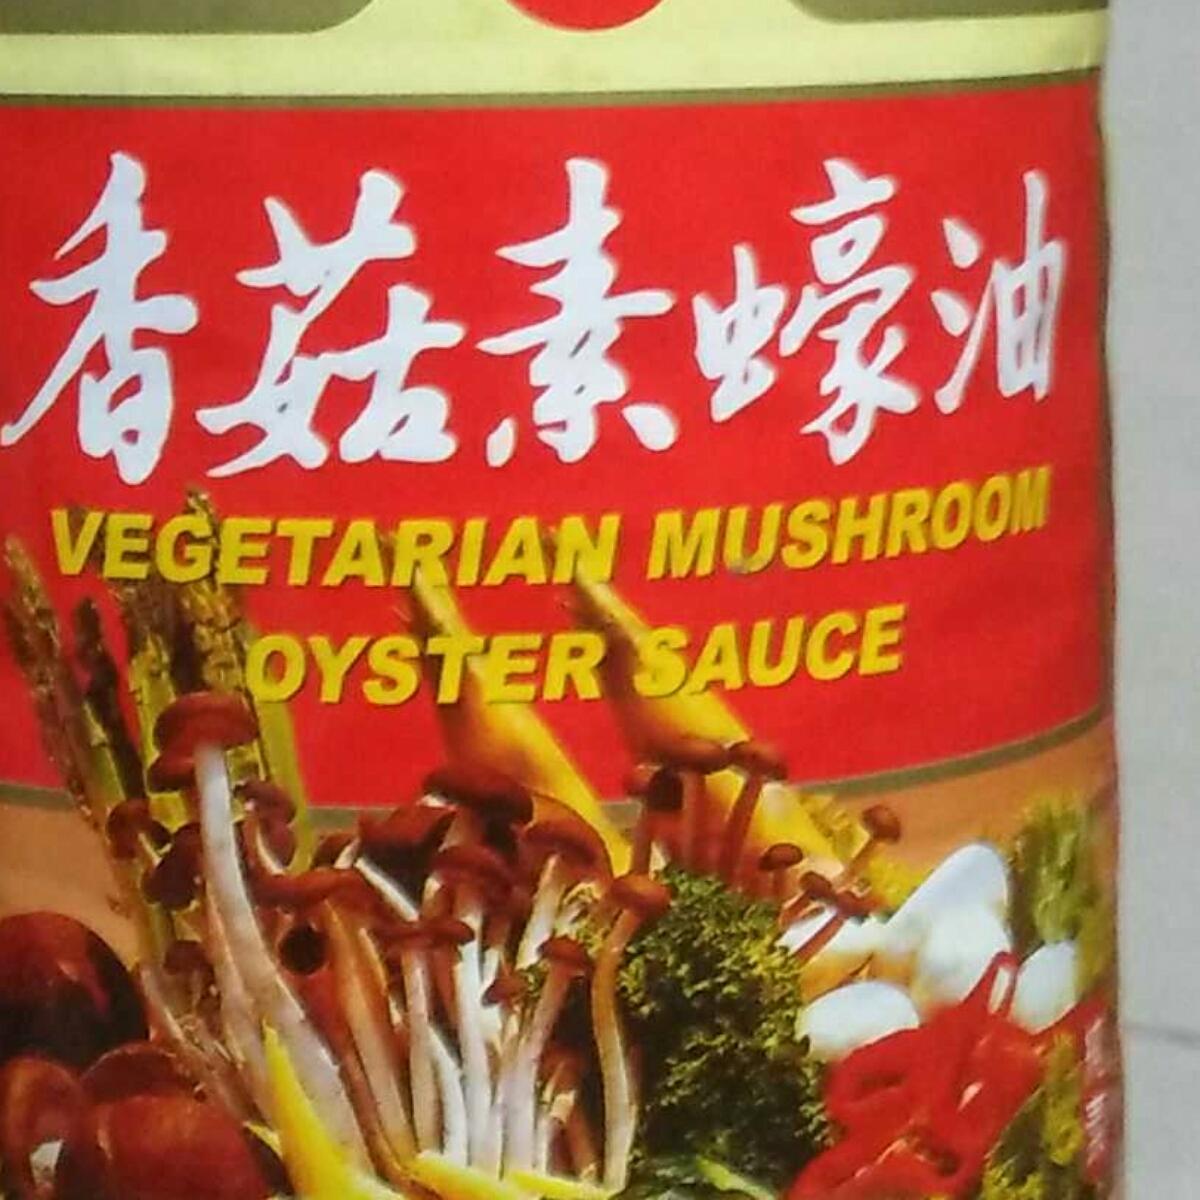 香菇素蠔油
VEGETARIAN MUSHROOM
OYSTER SAUCE